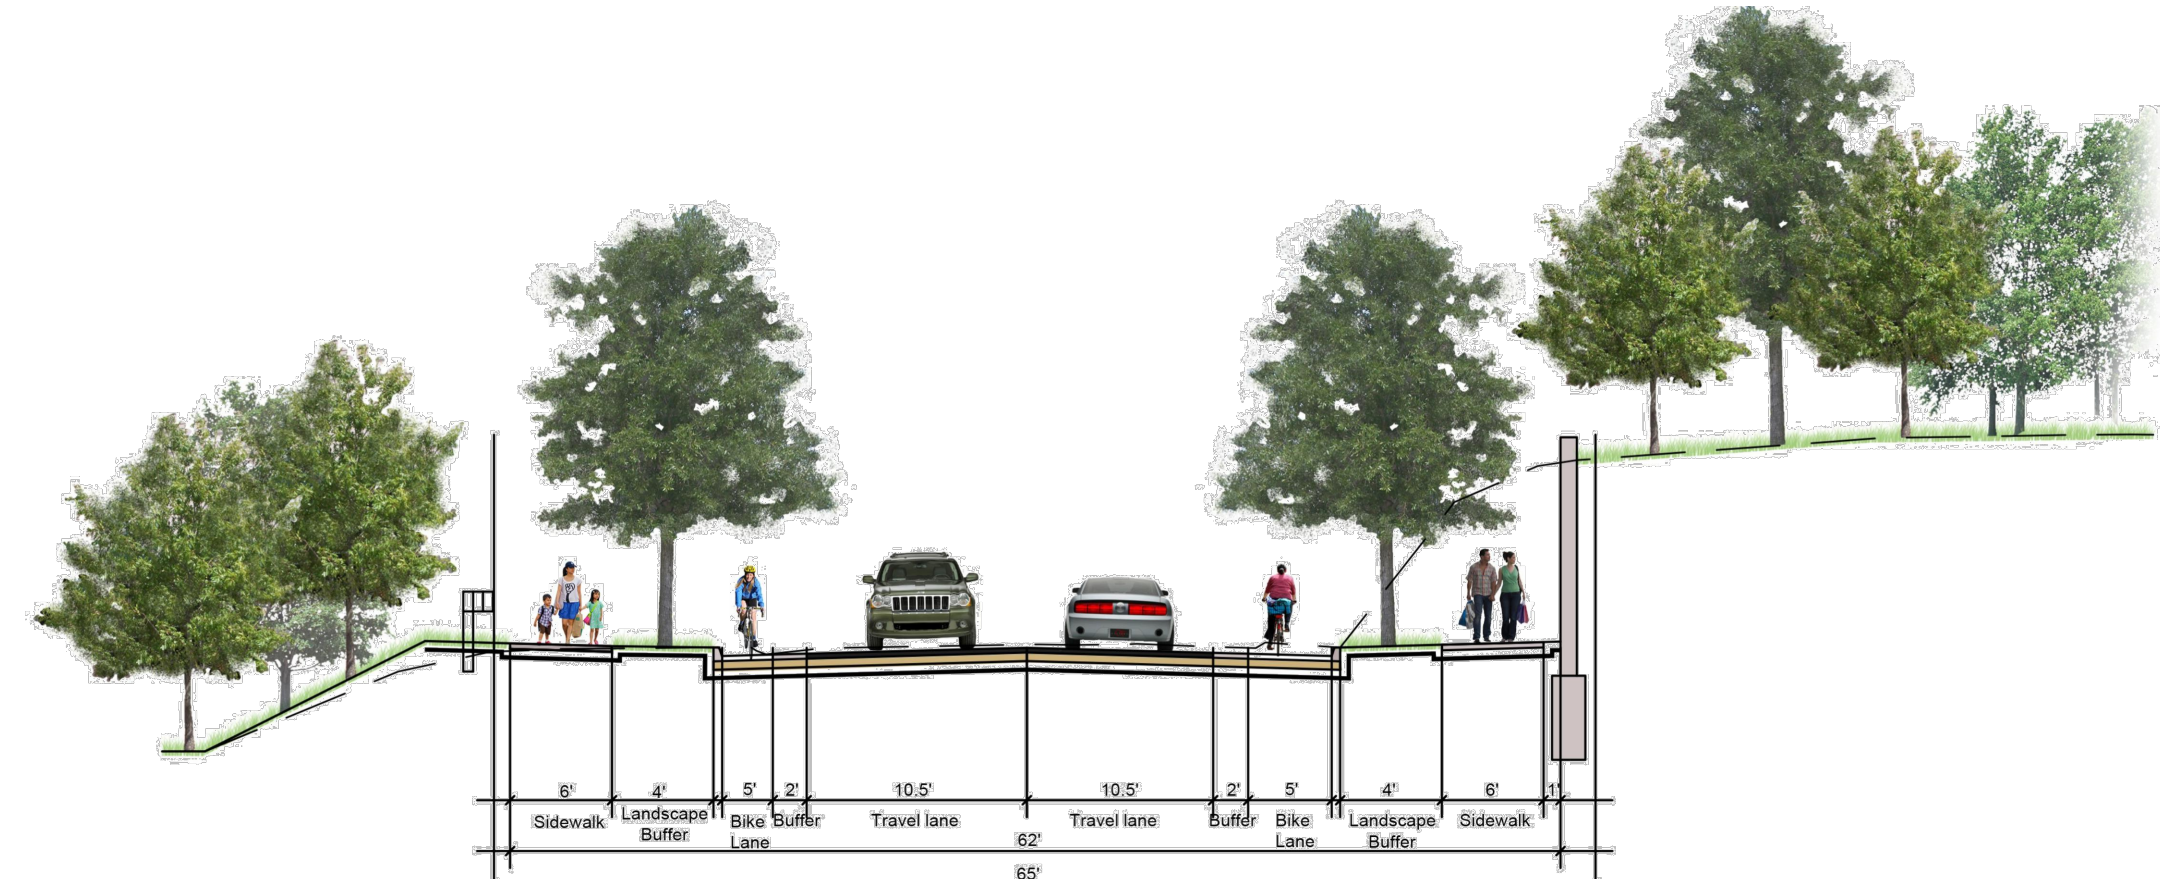 6' 4' 5' 2' 10.5' 10.5' 2' 5' 4' 6' 1'
Sidewalk Landscape Buffer Bike Lane Buffer Travel lane Travel lane Buffer Bike Lane Landscape Buffer Sidewalk
62'
65'